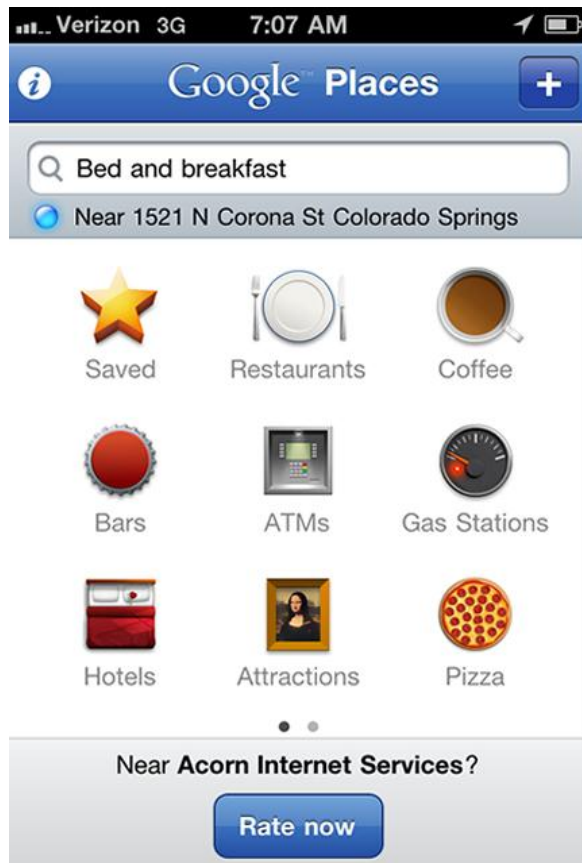 Verizon 3G 7:07 AM
Google™ Places
Bed and breakfast
Near 1521 N Corona St Colorado Springs
Saved Restaurants Coffee
Bars ATMs Gas Stations
Hotels Attractions Pizza
Near Acorn Internet Services?
Rate now